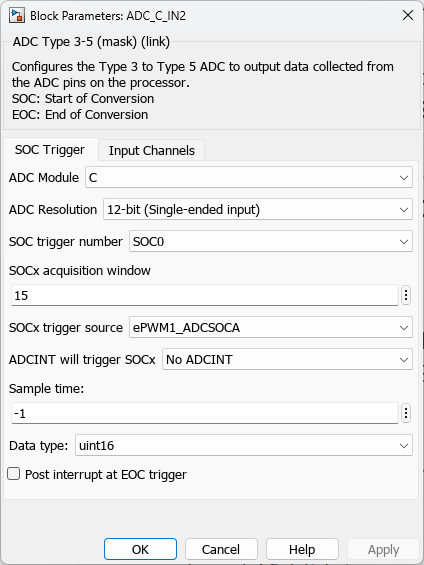 Block Parameters: ADC_C_IN2
ADC Type 3-5 (mask) (link)
Configures the Type 3 to Type 5 ADC to output data collected from
the ADC pins on the processor.
SOC: Start of Conversion
EOC: End of Conversion
SOC Trigger
Input Channels
ADC Module C
ADC Resolution 12-bit (Single-ended input)
SOC trigger number SOC0
SOCx acquisition window
15
SOCx trigger source ePWM1_ADCSOCA
ADCINT will trigger SOCx No ADCINT
Sample time:
-1
Data type: uint16
Post interrupt at EOC trigger
OK
Cancel
Help
Apply